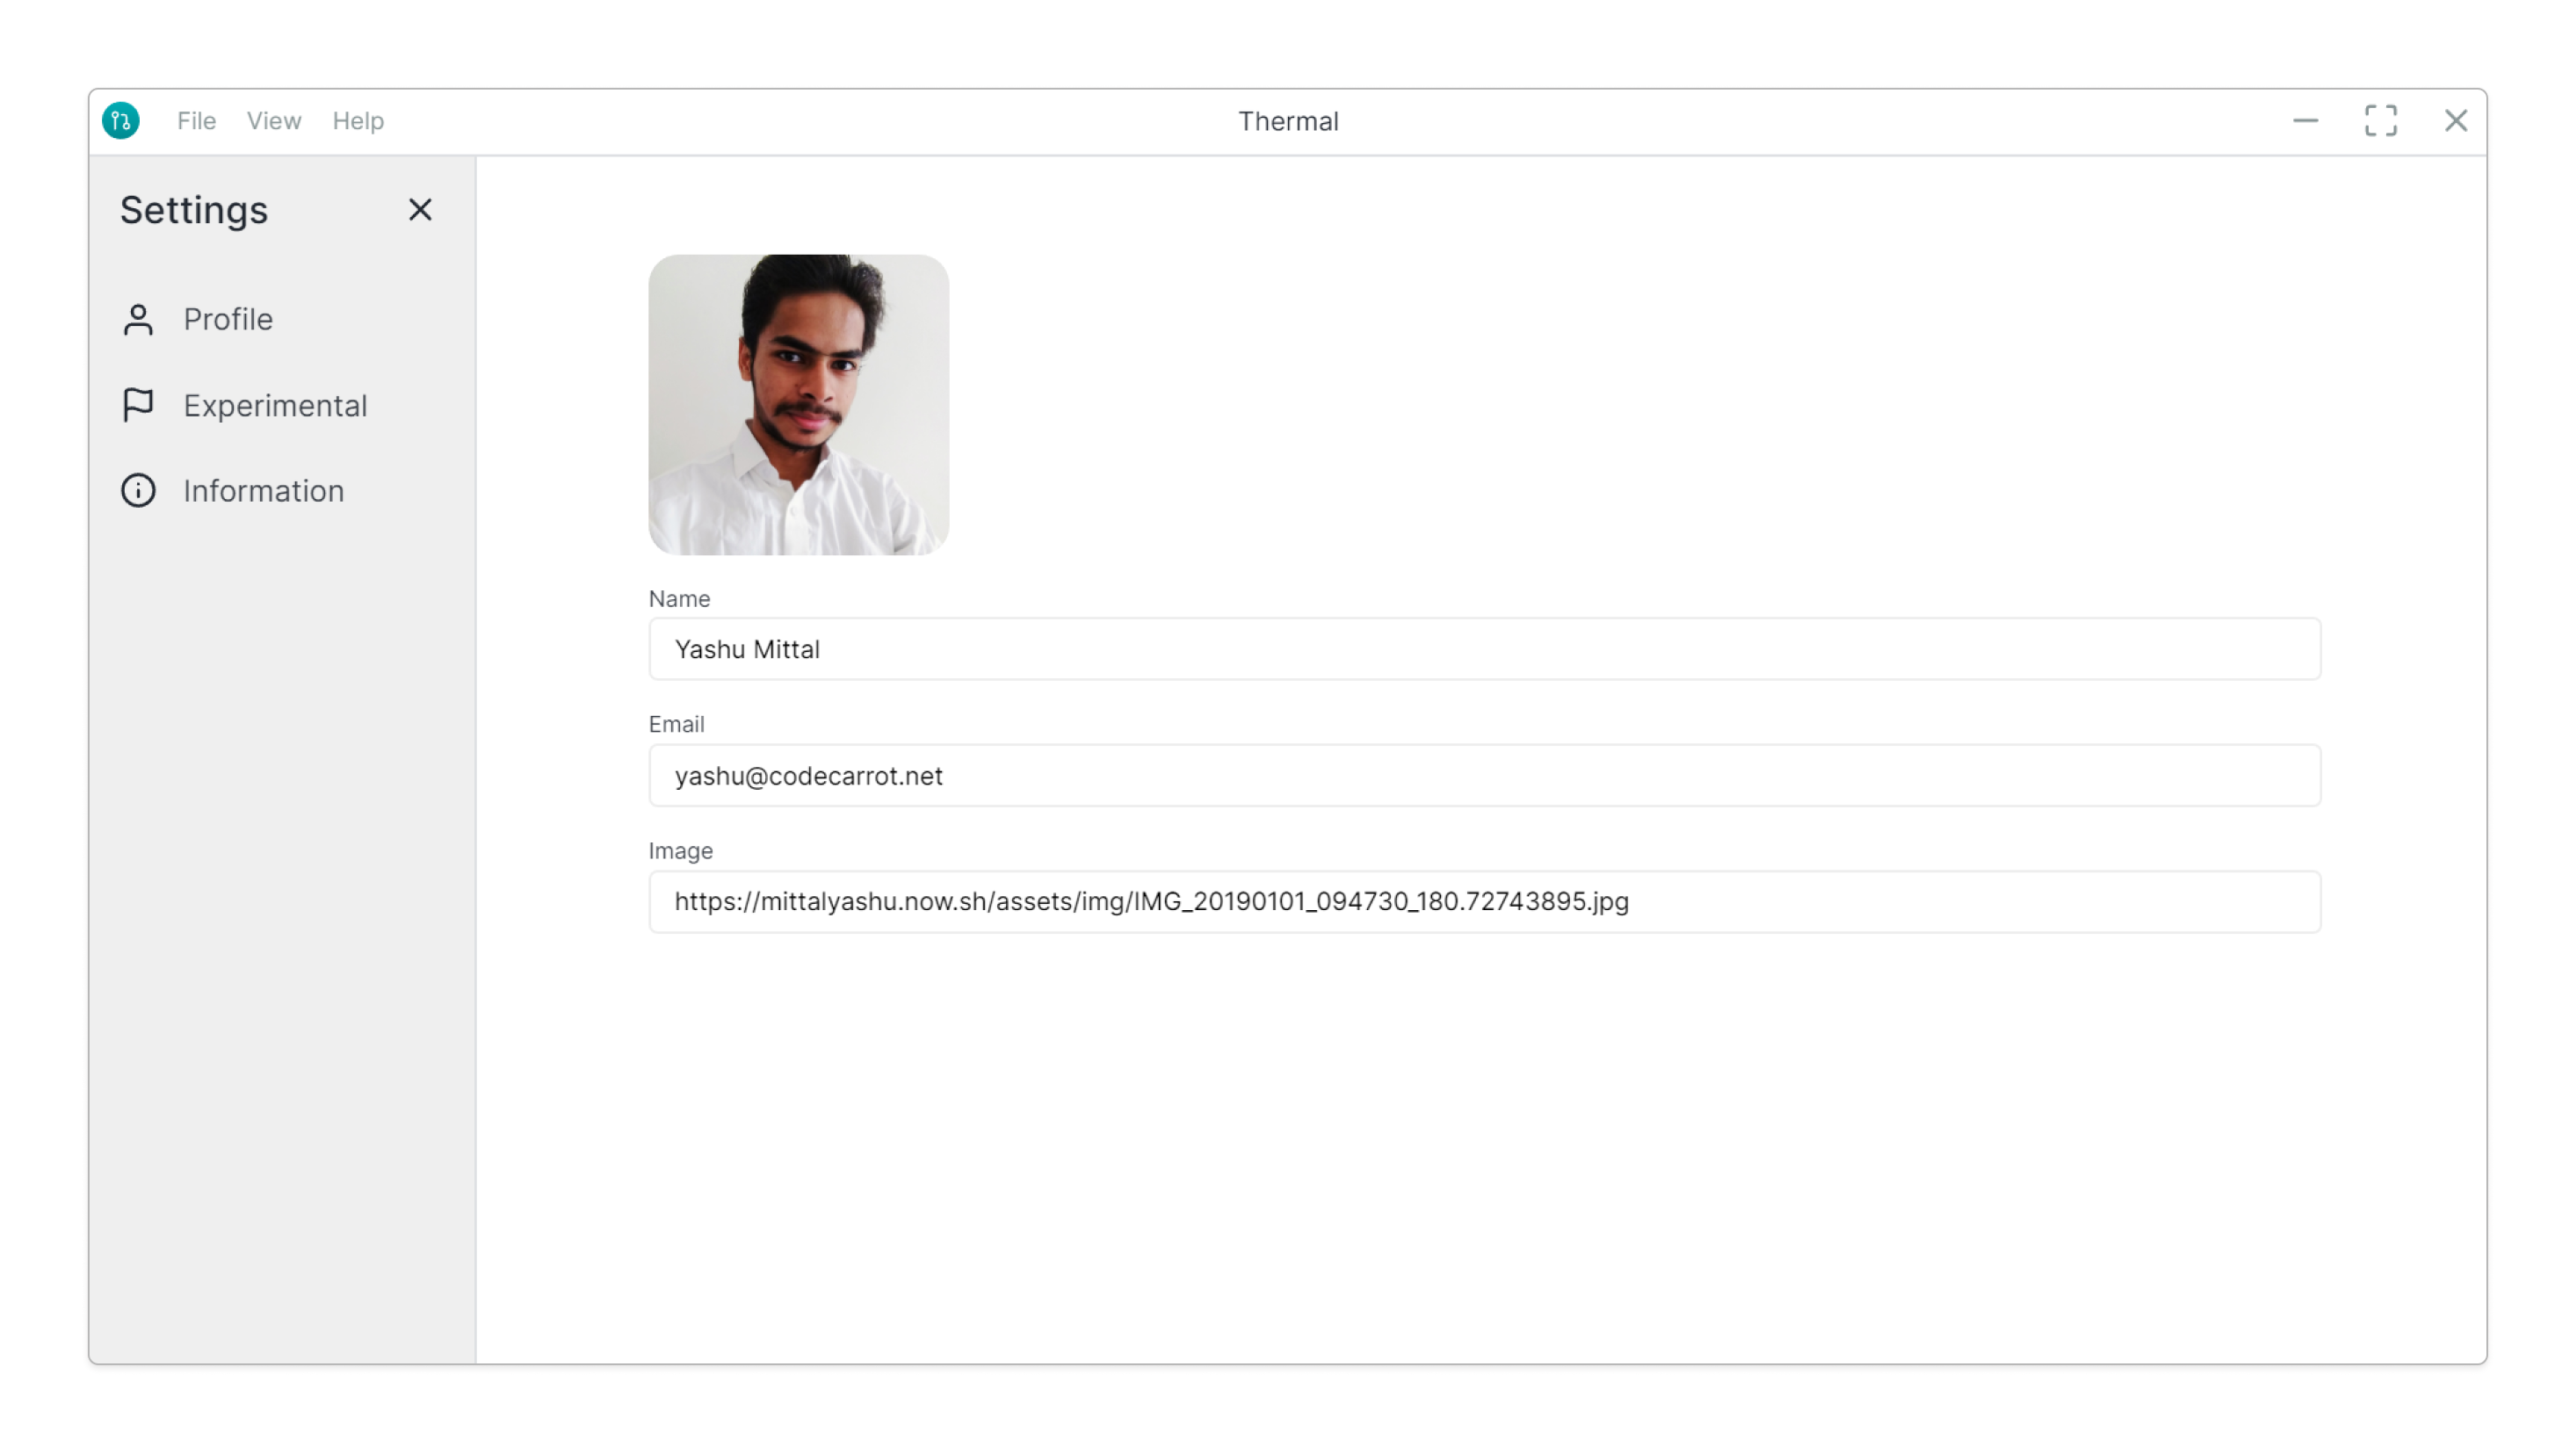 File View Help
Thermal
Settings
Profile
Experimental
Information
Name
Yashu Mittal
Email
yashu@codecarrot.net
Image
https://mittalyashu.now.sh/assets/img/IMG_20190101_094730_180.72743895.jpg